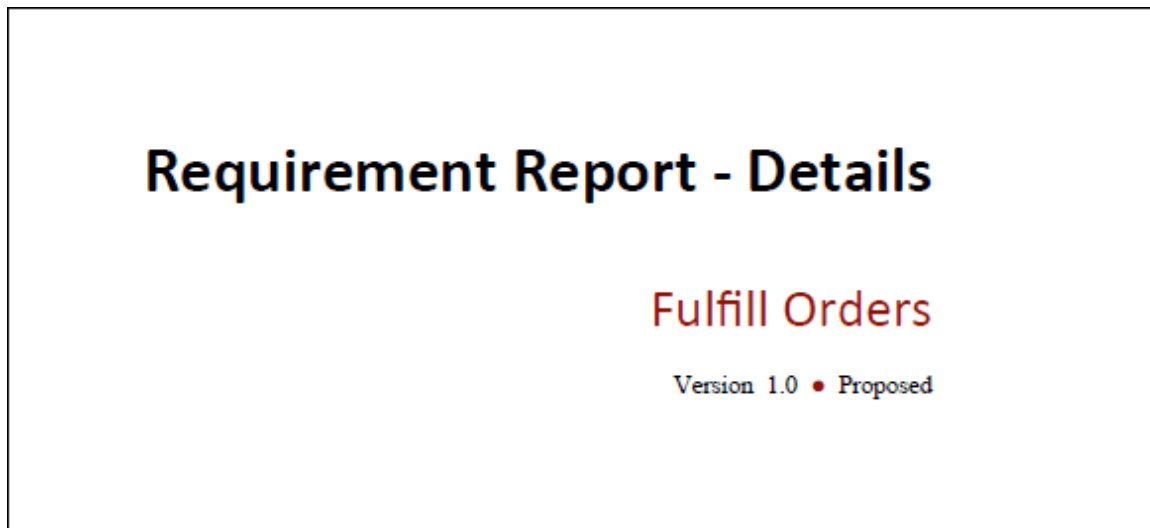 Requirement Report - Details
Fulfill Orders
Version 1.0 ● Proposed